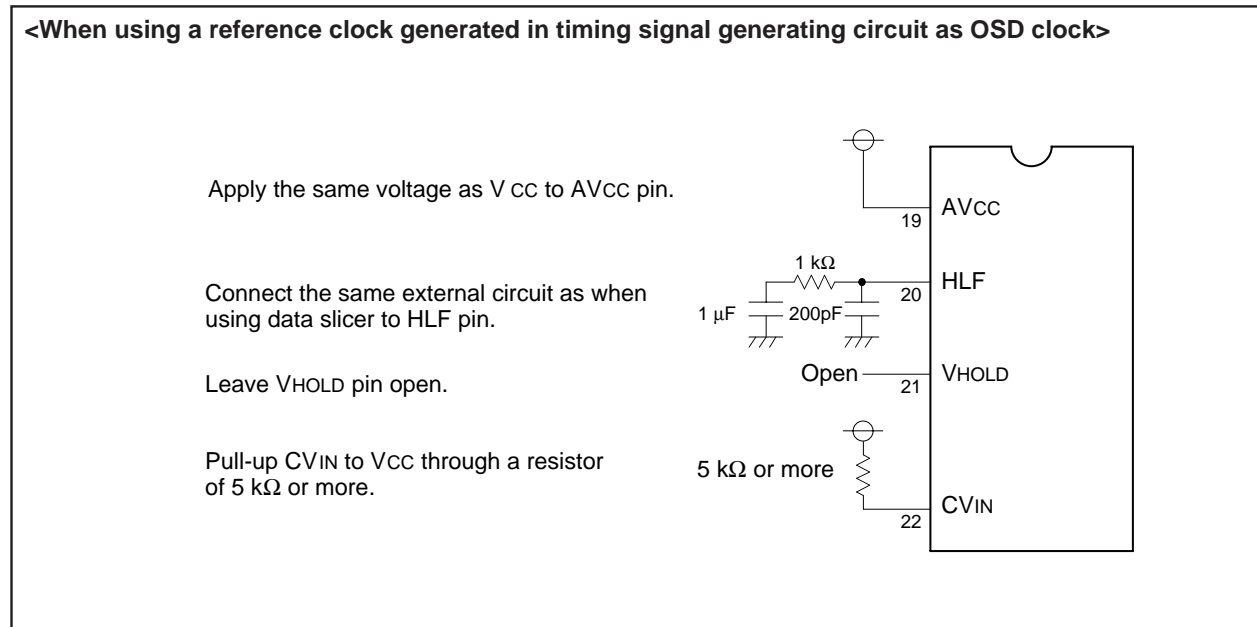 <When using a reference clock generated in timing signal generating circuit as OSD clock>
Apply the same voltage as VCC to AVCC pin.
19
AVCC
Connect the same external circuit as when
using data slicer to HLF pin.
1 kΩ
1 μF
200pF
20
HLF
Leave VHOLD pin open.
Open
21
VHOLD
Pull-up CVIN to VCC through a resistor
of 5 kΩ or more.
5 kΩ or more
22
CVIN